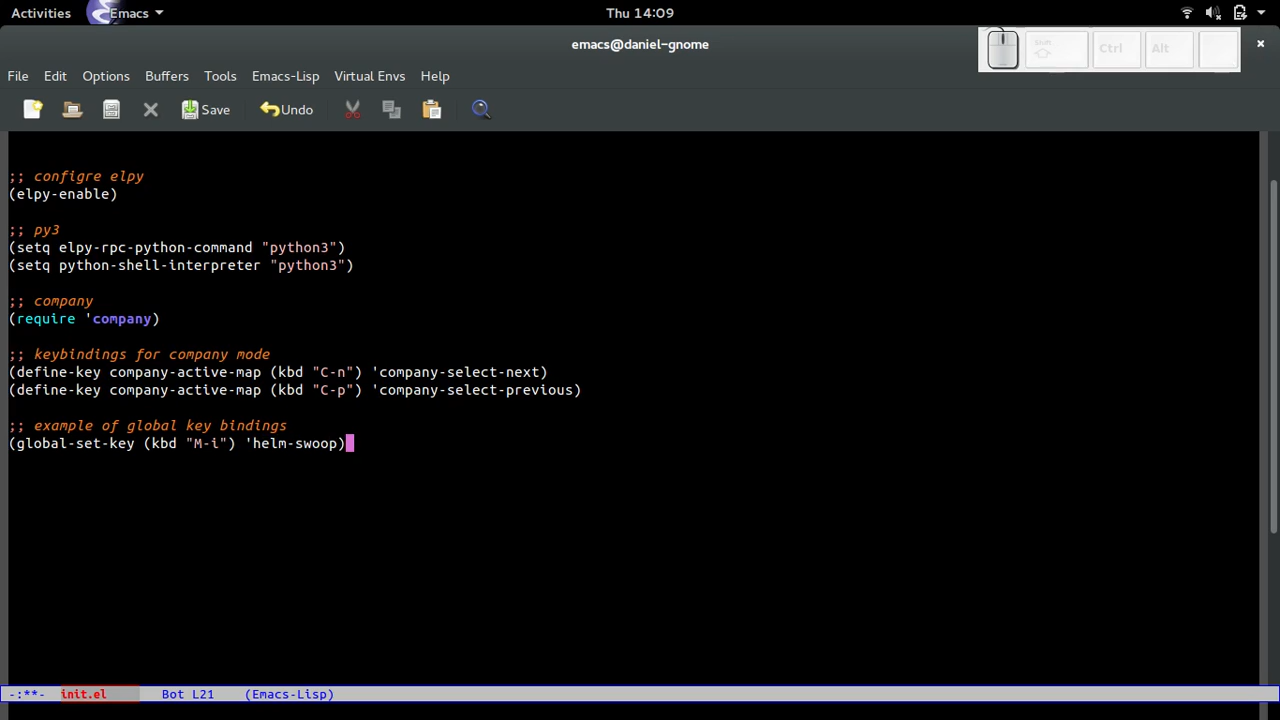 Activities Emacs Thu 14:09
emacs@daniel-gnome
Shift Ctrl Alt
File Edit Options Buffers Tools Emacs-Lisp Virtual Envs Help
Save Undo
;; configre elpy
(elpy-enable)
;; py3
(setq elpy-rpc-python-command "python3")
(setq python-shell-interpreter "python3")
;; company
(require 'company)
;; keybindings for company mode
(define-key company-active-map (kbd "C-n") 'company-select-next)
(define-key company-active-map (kbd "C-p") 'company-select-previous)
;; example of global key bindings
(global-set-key (kbd "M-i") 'helm-swoop)
-:**- init.el Bot L21 (Emacs-Lisp)